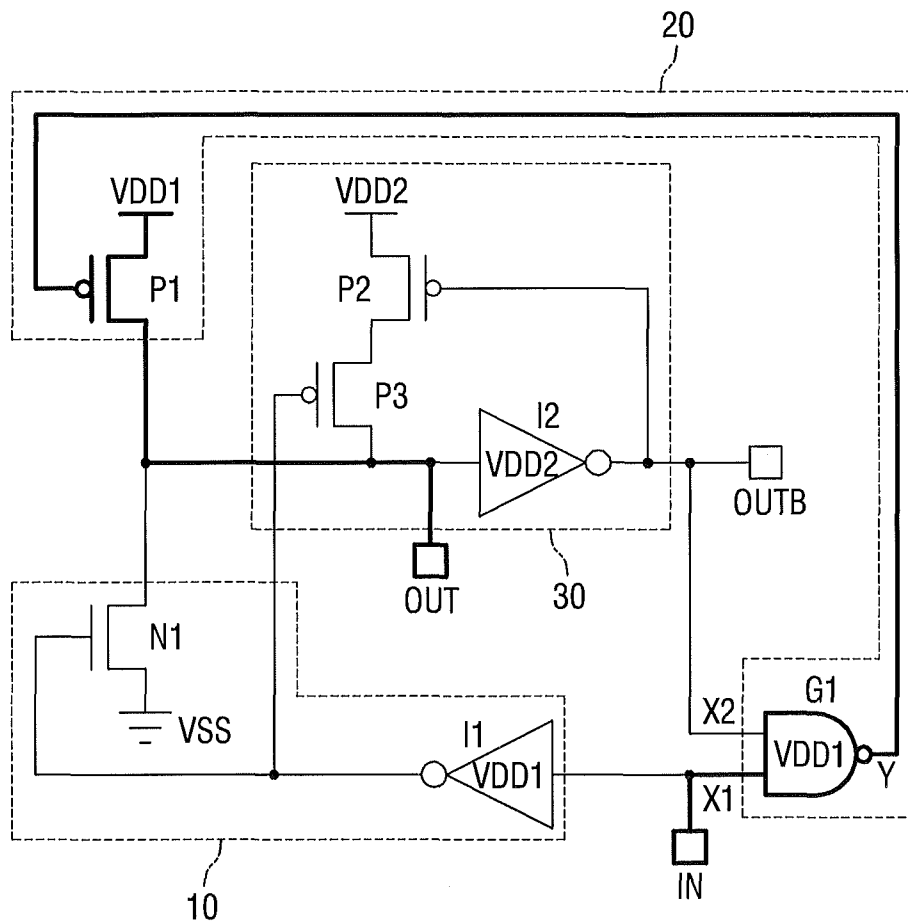 20
VDD1
VDD2
P1
P2
P3
I2
VDD2
OUTB
OUT
30
N1
G1
X2
VSS
I1
VDD1
VDD1
Y
X1
IN
10